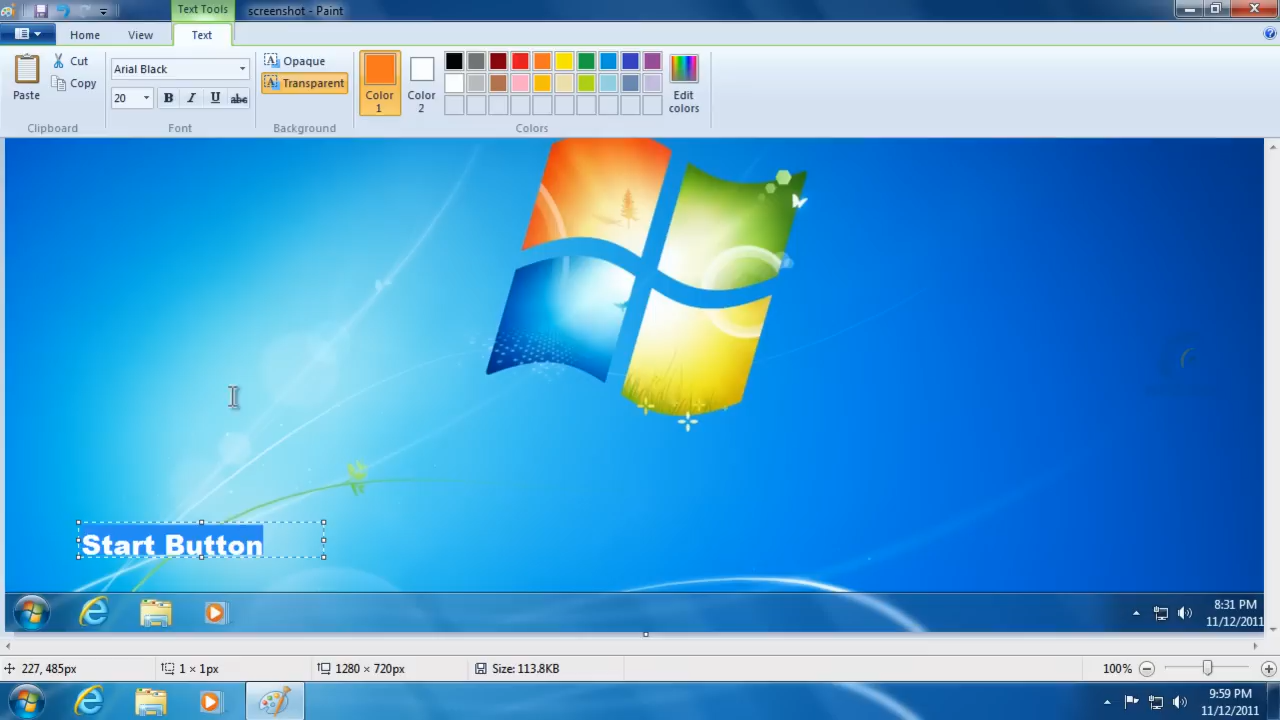 Text Tools
screenshot - Paint
Home
View
Text
Paste
Cut
Copy
Clipboard
Arial Black
20
B I U abc
Font
Opaque
Transparent
Background
Color 1
Color 2
Edit colors
Colors
Start Button
8:31 PM
11/12/2011
227, 485px
1 × 1px
1280 × 720px
Size: 113.8KB
100%
9:59 PM
11/12/2011